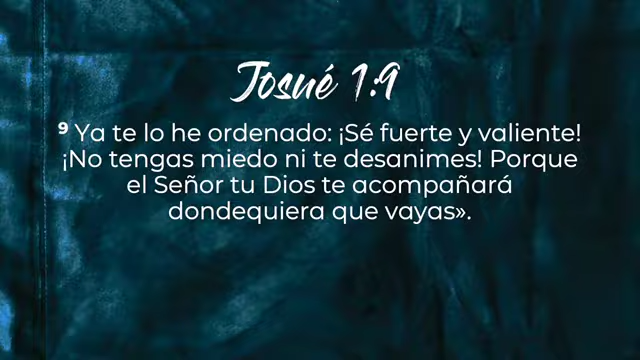 Josué 1:9
⁹ Ya te lo he ordenado: ¡Sé fuerte y valiente!
¡No tengas miedo ni te desanimes! Porque
el Señor tu Dios te acompañará
dondequiera que vayas».